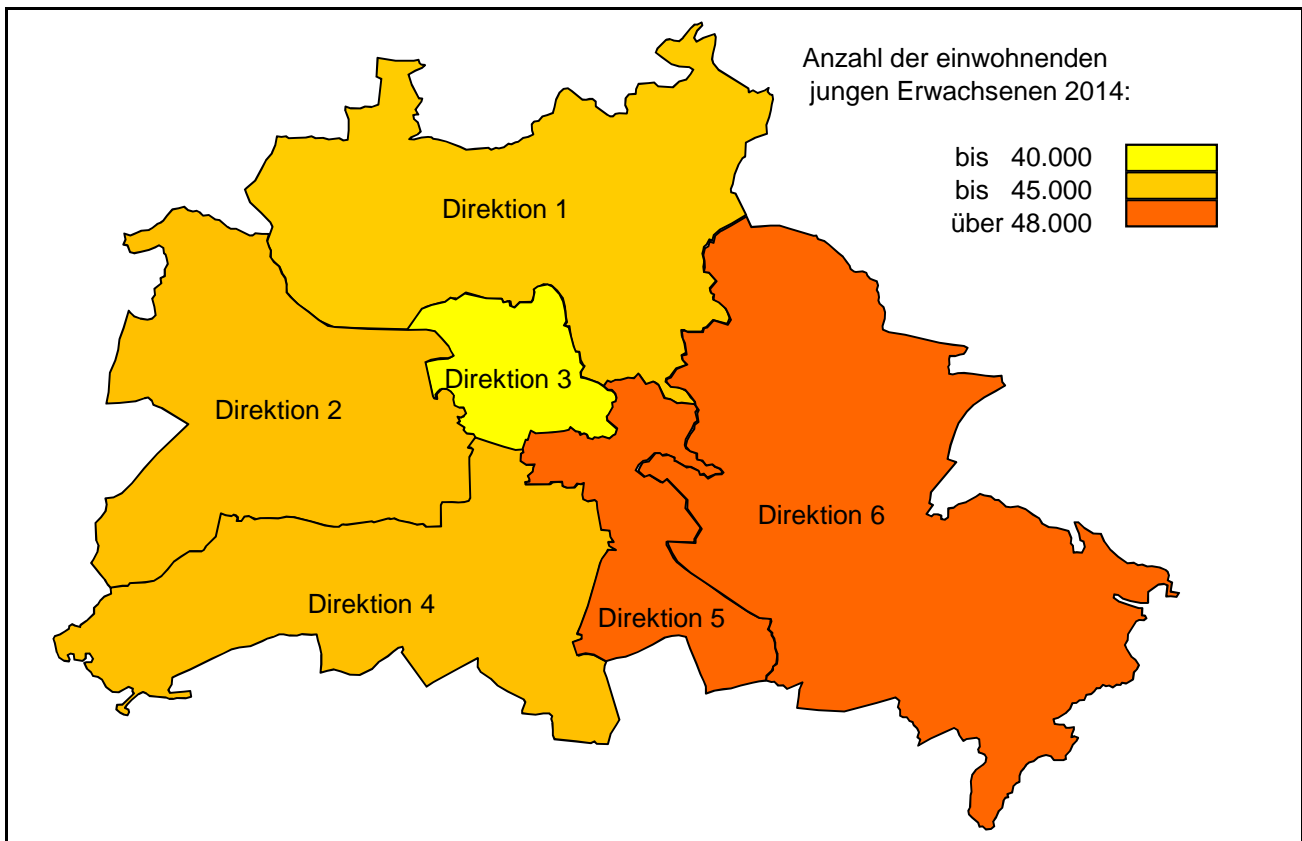 Anzahl der einwohnenden
jungen Erwachsenen 2014:
bis 40.000
bis 45.000
über 48.000
Direktion 1
Direktion 3
Direktion 2
Direktion 6
Direktion 4
Direktion 5